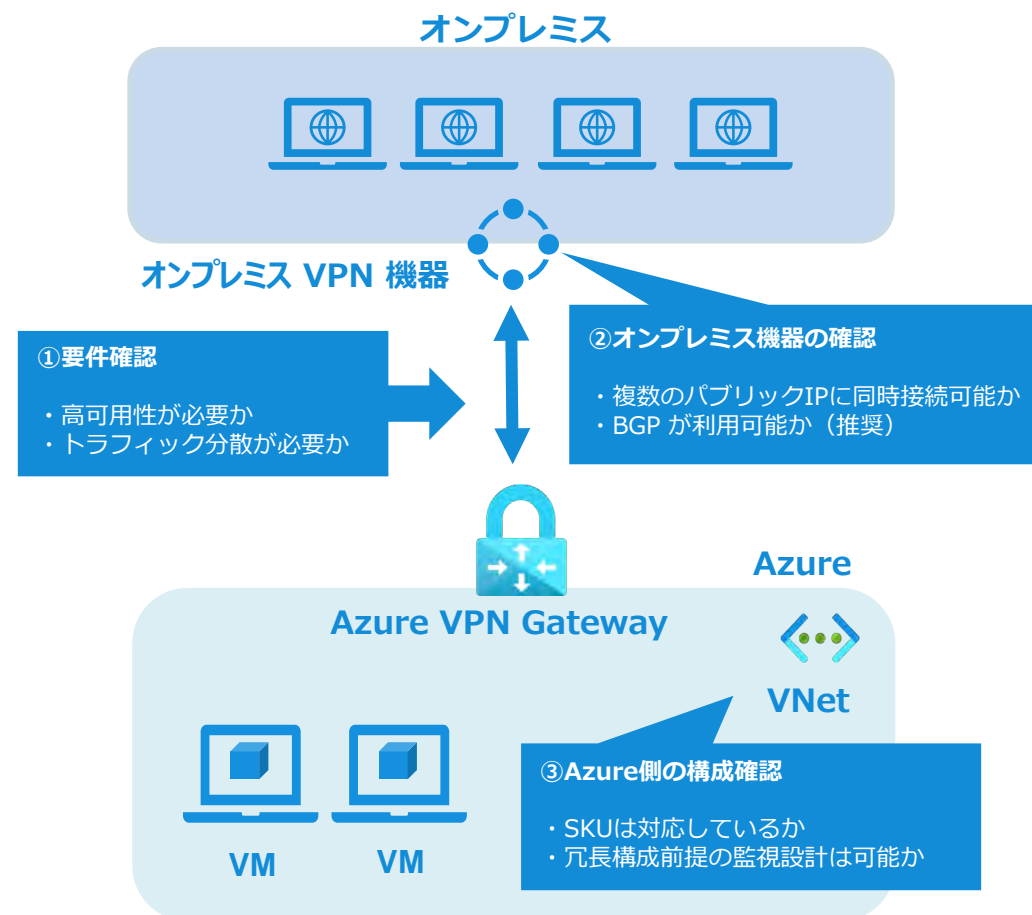 オンプレミス
オンプレミス VPN 機器
①要件確認
・高可用性が必要か
・トラフィック分散が必要か
②オンプレミス機器の確認
・複数のパブリックIPに同時接続可能か
・BGP が利用可能か（推奨）
Azure
Azure VPN Gateway
VNet
③Azure側の構成確認
・SKUは対応しているか
・冗長構成前提の監視設計は可能か
VM
VM